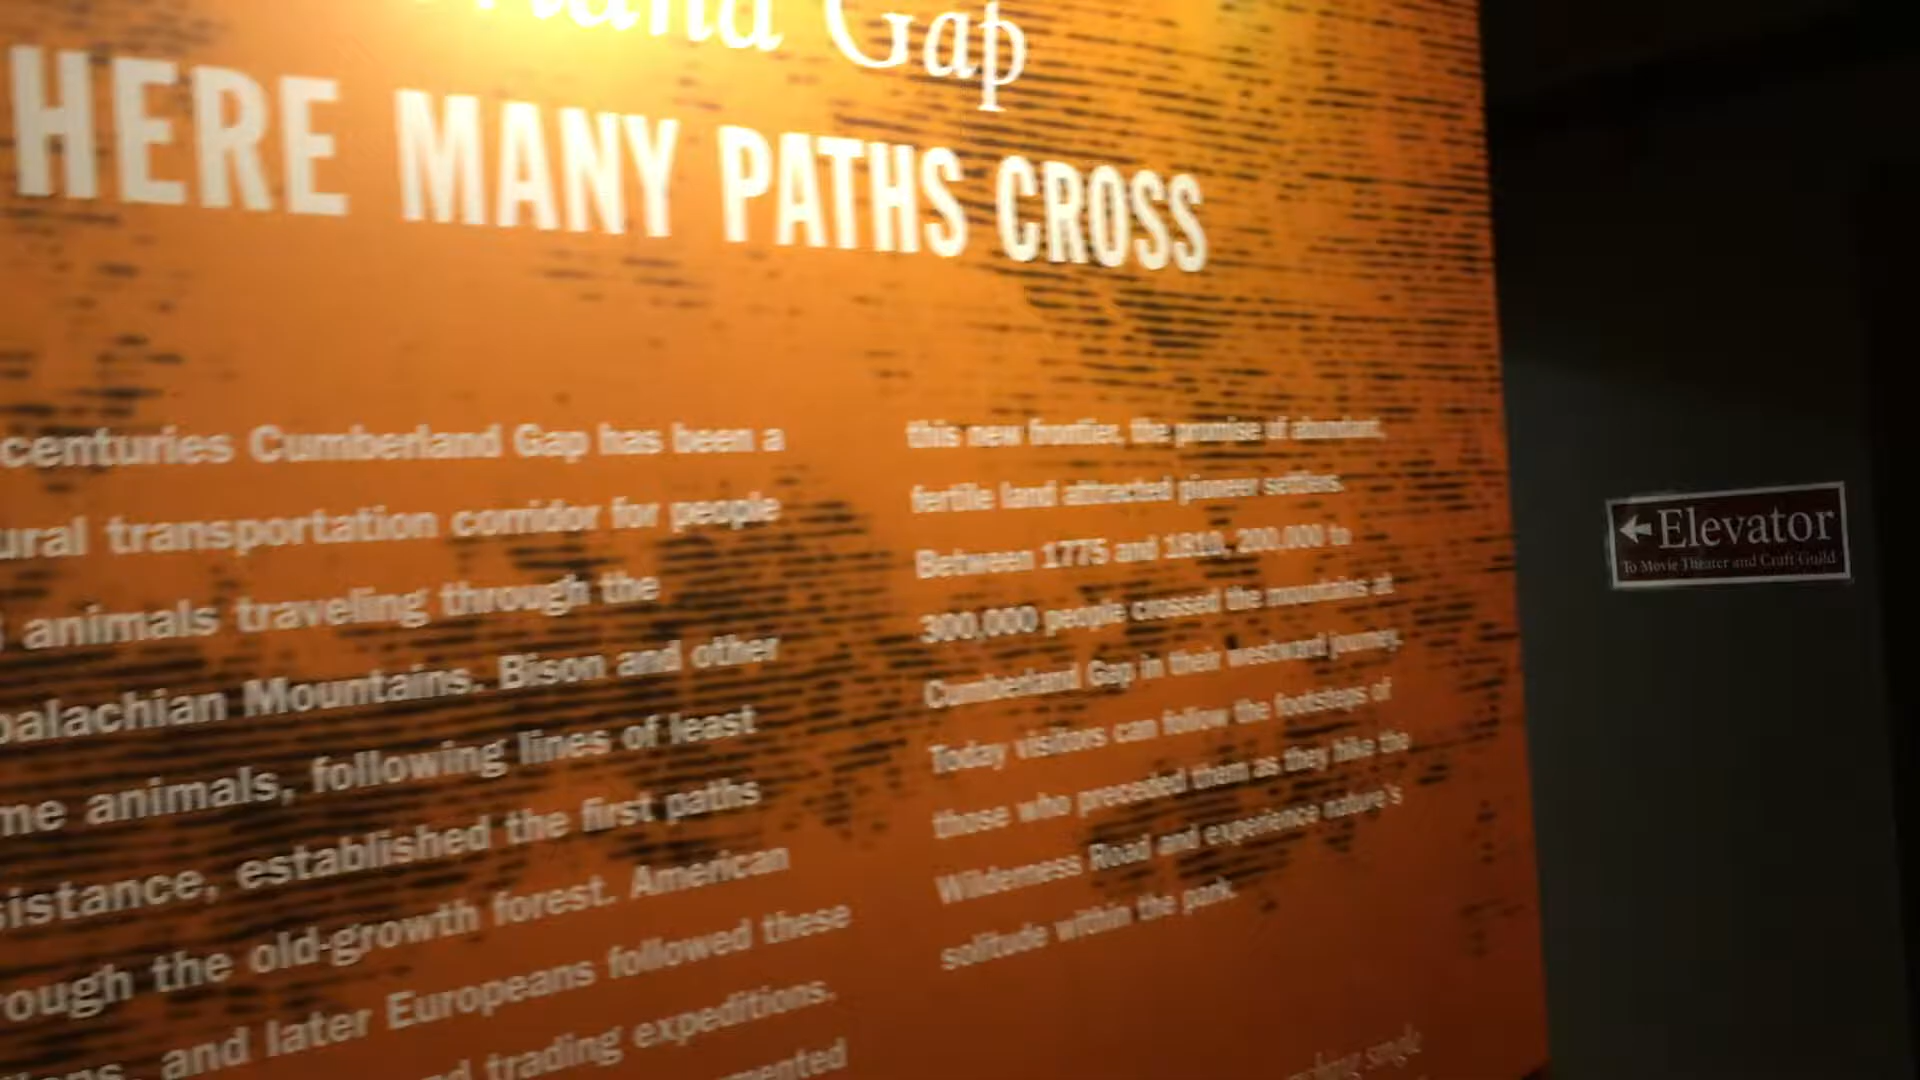 Gap
HERE MANY PATHS CROSS
centuries Cumberland Gap has been a
ural transportation corridor for people
animals traveling through the
palachian Mountains. Bison and other
me animals, following lines of least
sistance, established the first paths
rough the old-growth forest. American
ions, and later Europeans followed these
d trading expeditions.
mented
this new frontier, the promise of abundant,
fertile land attracted pioneer settlers.
Between 1775 and 1810, 200,000 to
300,000 people crossed the mountains at
Cumberland Gap in their westward journey.
Today visitors can follow the footsteps of
those who preceded them as they hike the
Wilderness Road and experience nature's
solitude within the park.
single
Elevator
To Movie Theater and Craft Guild